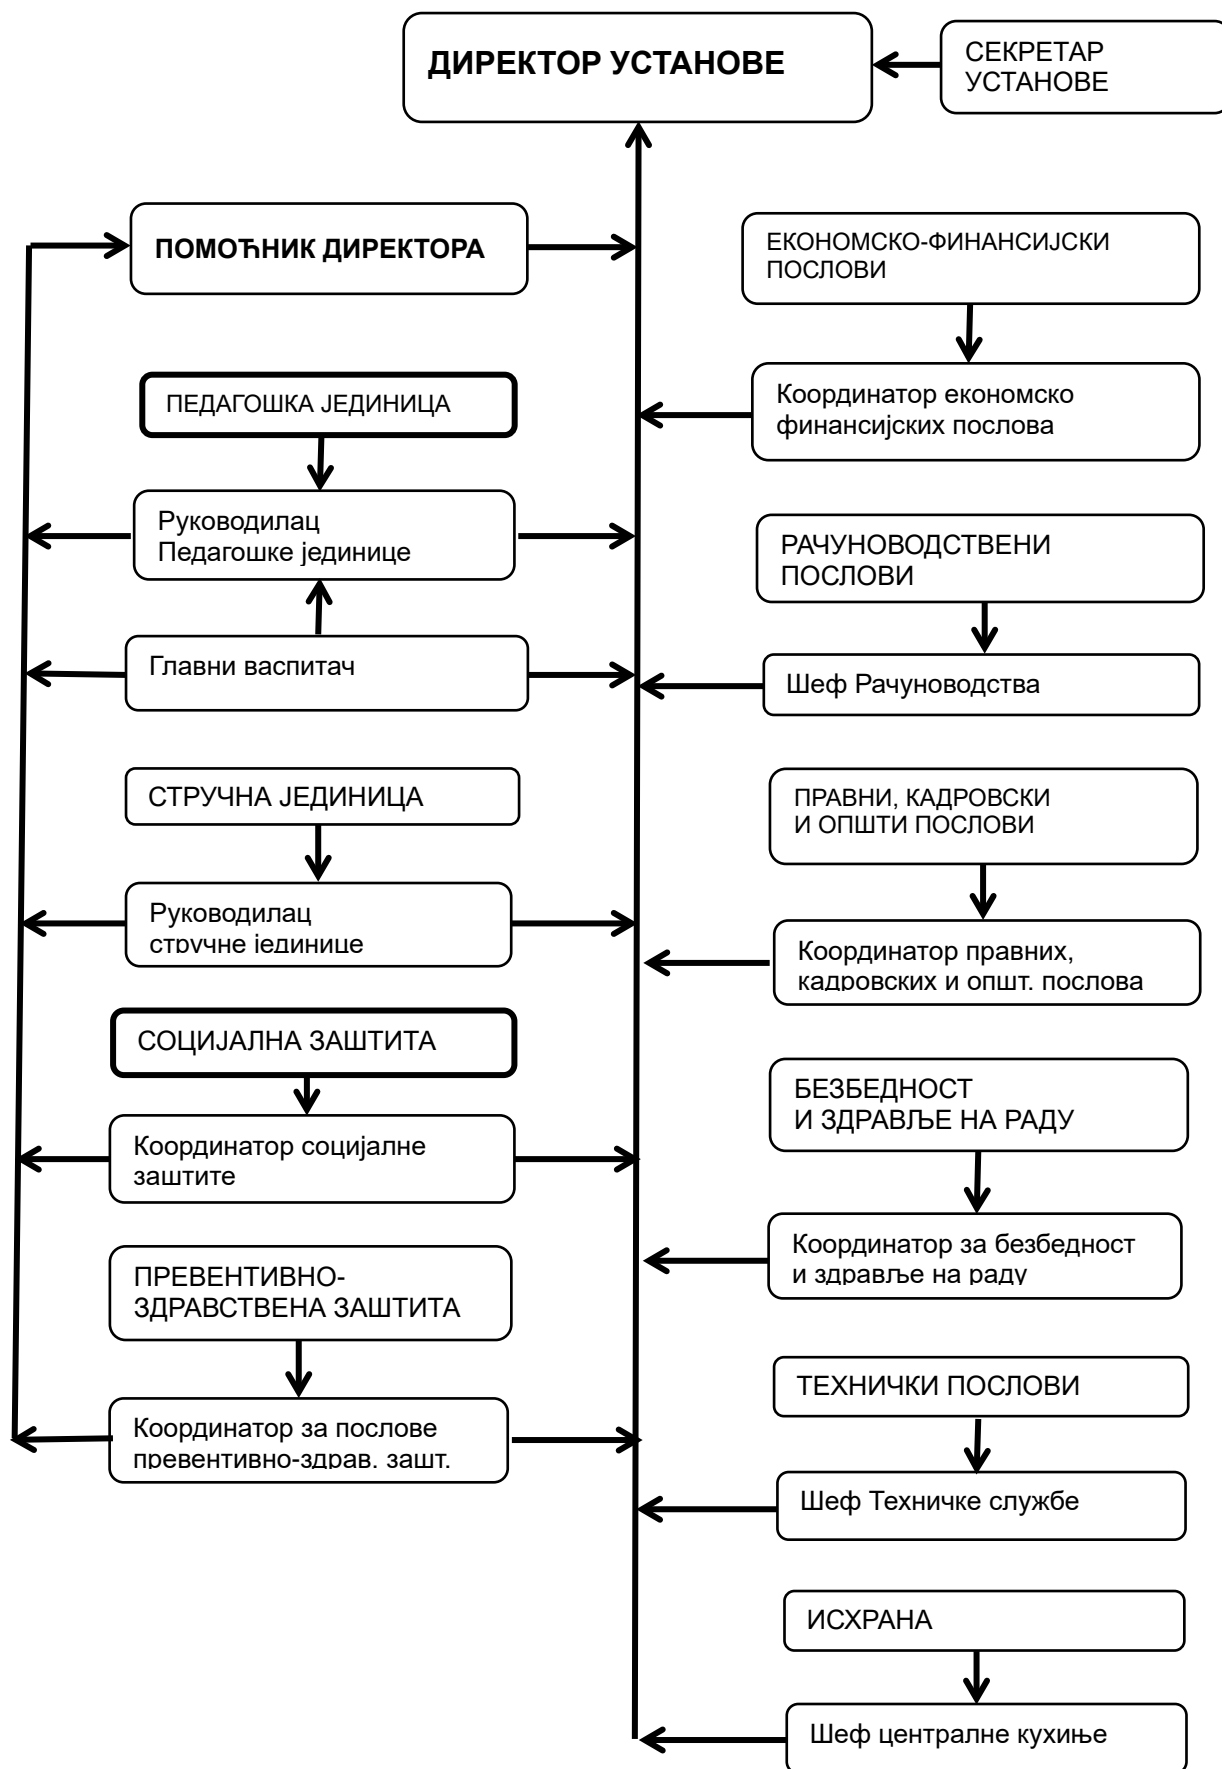 ДИРЕКТОР УСТАНОВЕ
СЕКРЕТАР
УСТАНОВЕ
ПОМОЋНИК ДИРЕКТОРА
ПЕДАГОШКА ЈЕДИНИЦА
Руководилац
Педагошке јединице
Главни васпитач
СТРУЧНА ЈЕДИНИЦА
Руководилац
стручне јединице
СОЦИЈАЛНА ЗАШТИТА
Координатор социјалне
заштите
ПРЕВЕНТИВНО-
ЗДРАВСТВЕНА ЗАШТИТА
Координатор за послове
превентивно-здрав. зашт.
ЕКОНОМСКО-ФИНАНСИЈСКИ
ПОСЛОВИ
Координатор економско
финансијских послова
РАЧУНОВОДСТВЕНИ
ПОСЛОВИ
Шеф Рачуноводства
ПРАВНИ, КАДРОВСКИ
И ОПШТИ ПОСЛОВИ
Координатор правних,
кадровских и општ. послова
БЕЗБЕДНОСТ
И ЗДРАВЉЕ НА РАДУ
Координатор за безбедност
и здравље на раду
ТЕХНИЧКИ ПОСЛОВИ
Шеф Техничке службе
ИСХРАНА
Шеф централне кухиње